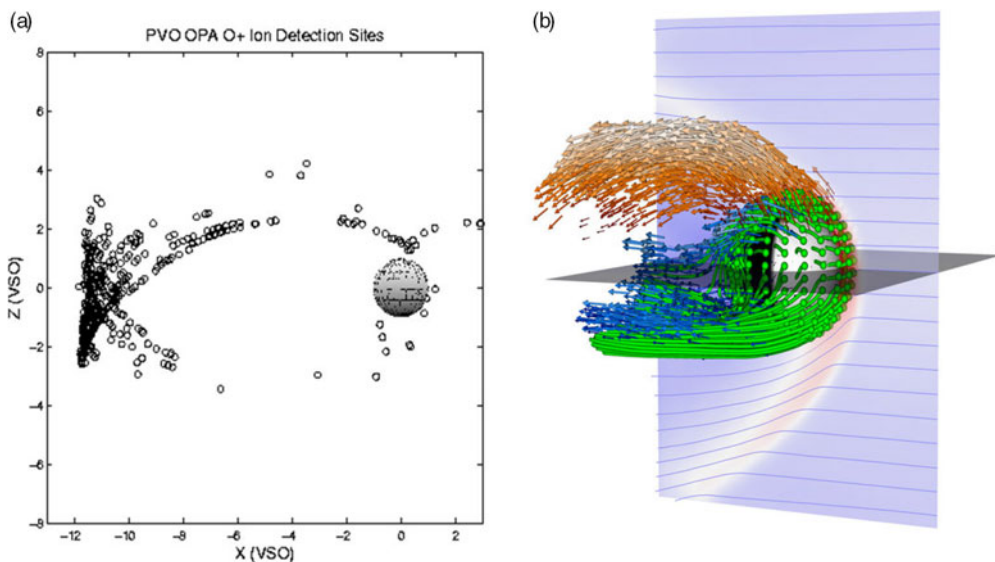 (a)
PVO OPA O+ Ion Detection Sites
8
6
4
2
0
−2
−4
−6
−8
Z (VSO)
−12 −10 −8 −6 −4 −2 0 2
X (VSO)
(b)